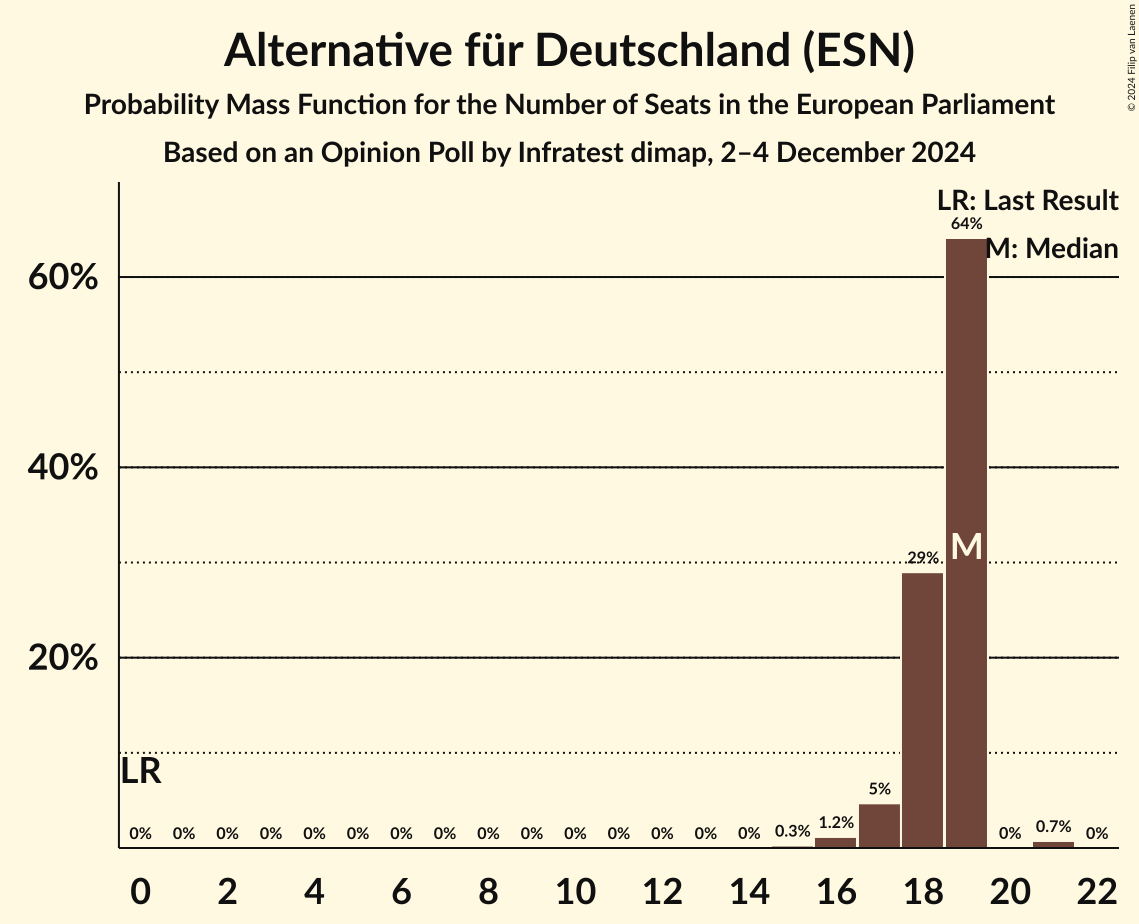 Alternative für Deutschland (ESN)
Probability Mass Function for the Number of Seats in the European Parliament
Based on an Opinion Poll by Infratest dimap, 2–4 December 2024
© 2024 Filip van Laenen
LR: Last Result
M: Median
64%
60%
40%
20%
M
29%
LR
0% 0% 0% 0% 0% 0% 0% 0% 0% 0% 0% 0% 0% 0% 0% 0.3% 1.2% 5% 0% 0.7% 0%
0 2 4 6 8 10 12 14 16 18 20 22